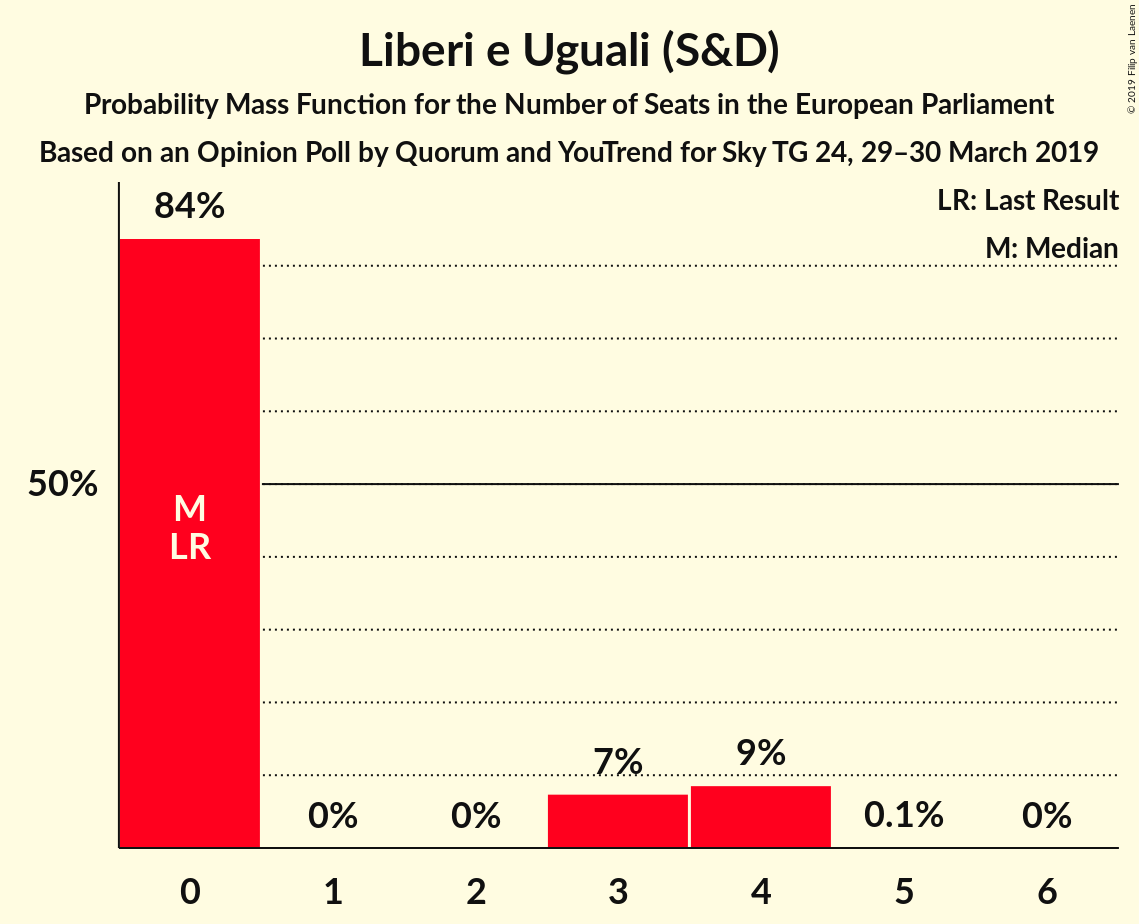 Liberi e Uguali (S&D)
Probability Mass Function for the Number of Seats in the European Parliament
Based on an Opinion Poll by Quorum and YouTrend for Sky TG 24, 29–30 March 2019
© 2019 Filip van Laenen
LR: Last Result
M: Median
84%
50%
M
LR
0%
0%
7%
9%
0.1%
0%
0
1
2
3
4
5
6